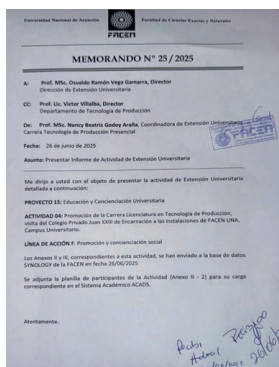 Universidad Nacional de Asunción
Facultad de Ciencias Exactas y Naturales
FACEN
MEMORANDO N° 25 / 2025
A: Prof. MSc. Osvaldo Ramón Vega Gamarra, Director
Dirección de Extensión Universitaria
CC: Prof. Lic. Víctor Villalba, Director
Departamento de Tecnología de Producción
De: Prof. MSc. Nancy Beatriz Godoy Araña, Coordinadora de Extensión Universitaria
Carrera Tecnología de Producción Presencial
FACEN
Fecha: 26 de junio de 2025
Asunto: Presentar Informe de Actividad de Extensión Universitaria
Me dirijo a usted con el objeto de presentar la actividad de Extensión Universitaria
detallada a continuación:
PROYECTO 15: Educación y Concienciación Universitaria
ACTIVIDAD 04: Promoción de la Carrera Licenciatura en Tecnología de Producción,
visita del Colegio Privado Juan XXIII de Encarnación a las instalaciones de FACEN UNA,
Campus Universitario.
LÍNEA DE ACCIÓN F: Promoción y concienciación social
Los Anexos II y III, correspondientes a esta actividad, se han enviado a la base de datos
SYNOLOGY de la FACEN en fecha 26/06/2025
Se adjunta la planilla de participantes de la Actividad (Anexo II - 2) para su carga
correspondiente en el Sistema Académico ACADS.
Atentamente.